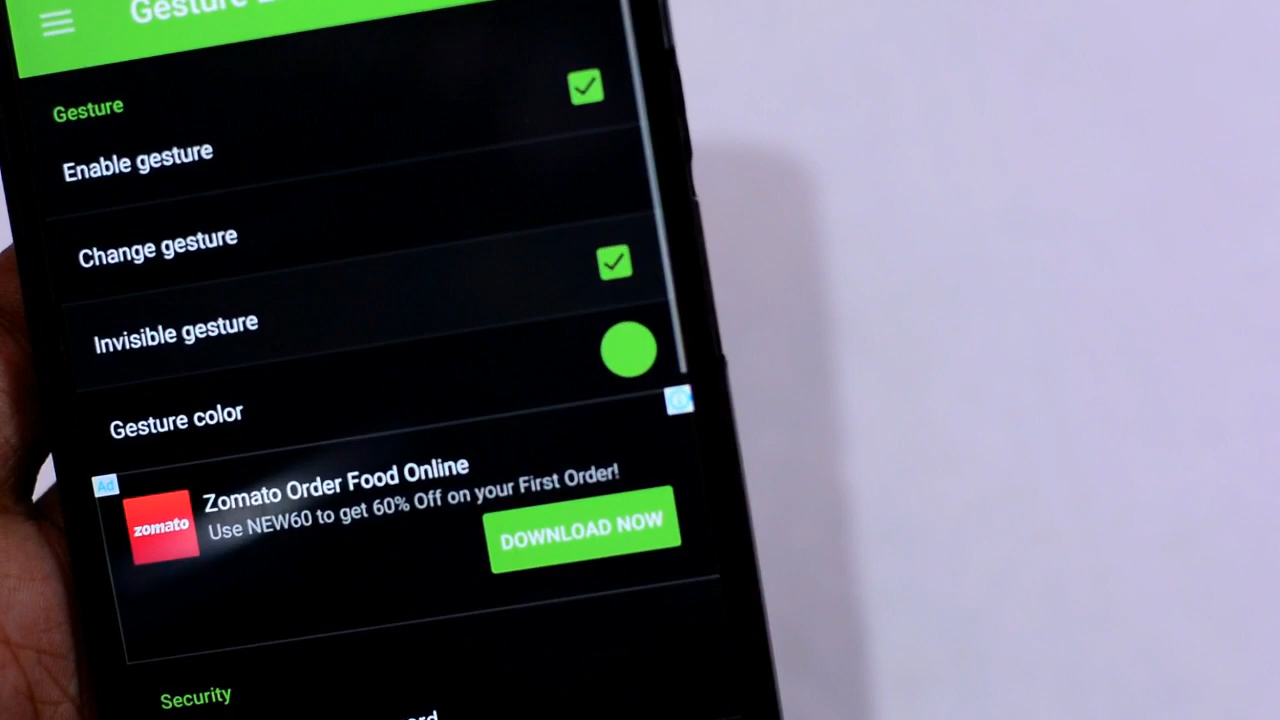 Gesture
Gesture
Enable gesture
Change gesture
Invisible gesture
Gesture color
Ad
zomato
Zomato Order Food Online
Use NEW60 to get 60% Off on your First Order!
DOWNLOAD NOW
Security